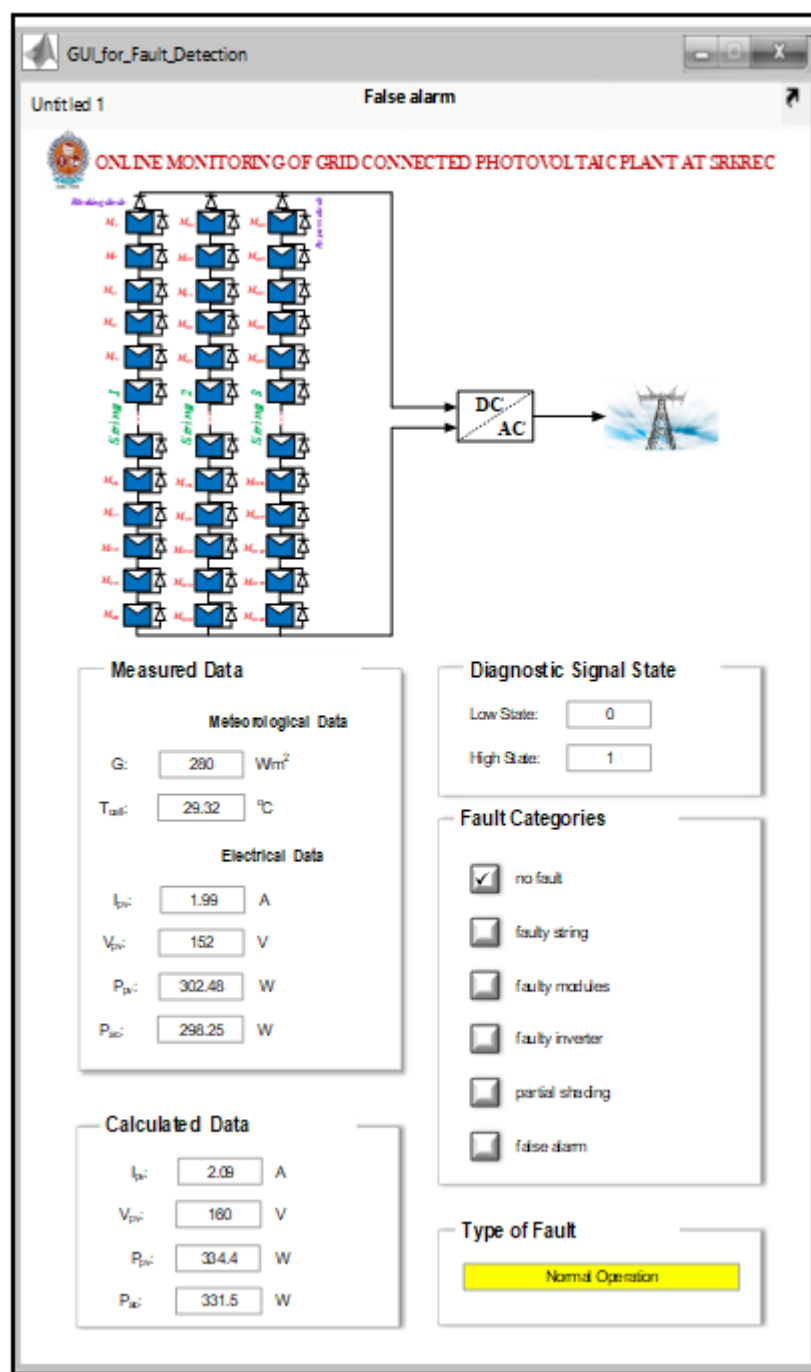 GUI_for_Fault_Detection
Untitled 1
False alarm
ONLINE MONITORING OF GRID CONNECTED PHOTOVOLTAIC PLANT AT SRKREC
String 1
String 2
String 3
DC
AC
Measured Data
Meteorological Data
G: 280 Wm²
Tcell: 29.32 °C
Electrical Data
Ipv: 1.99 A
Vpv: 152 V
Ppv: 302.48 W
Pac: 298.25 W
Calculated Data
Ipv: 2.09 A
Vpv: 160 V
Ppv: 334.4 W
Pac: 331.5 W
Diagnostic Signal State
Low State: 0
High State: 1
Fault Categories
no fault
faulty string
faulty modules
faulty inverter
partial shading
false alarm
Type of Fault
Normal Operation